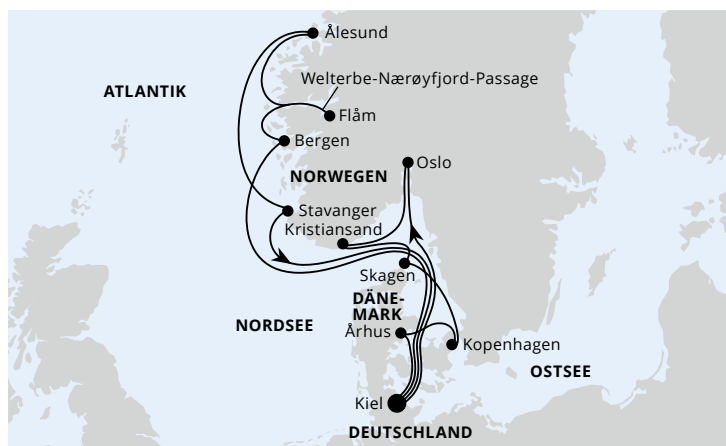 Ålesund
Welterbe-Nærøyfjord-Passage
ATLANTIK
Flåm
Bergen
Oslo
NORWEGEN
Stavanger
Kristiansand
Skagen
DÄNE-
MARK
NORDSEE
Århus
Kopenhagen
OSTSEE
Kiel
DEUTSCHLAND